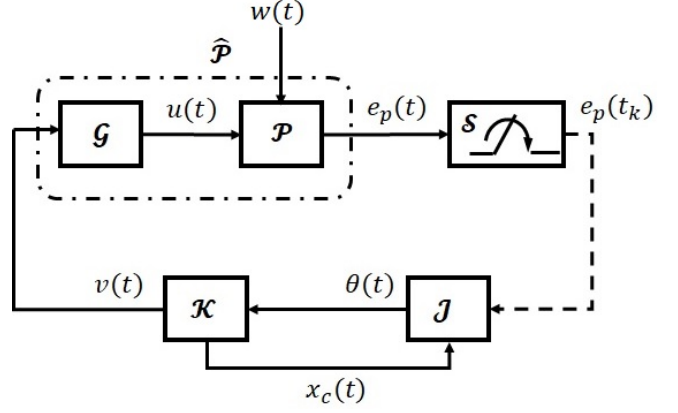 w(t)
𝒫̂
𝒢
u(t)
𝒫
e_p(t)
𝒮
e_p(t_k)
v(t)
𝒦
θ(t)
𝒥
x_c(t)